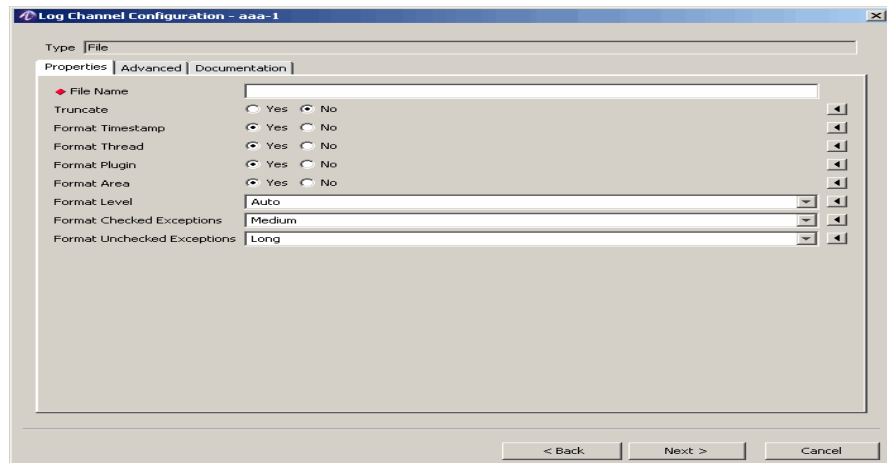 Log Channel Configuration - aaa-1
Type File
Properties Advanced Documentation
File Name
Truncate Yes No
Format Timestamp Yes No
Format Thread Yes No
Format Plugin Yes No
Format Area Yes No
Format Level Auto
Format Checked Exceptions Medium
Format Unchecked Exceptions Long
< Back Next > Cancel